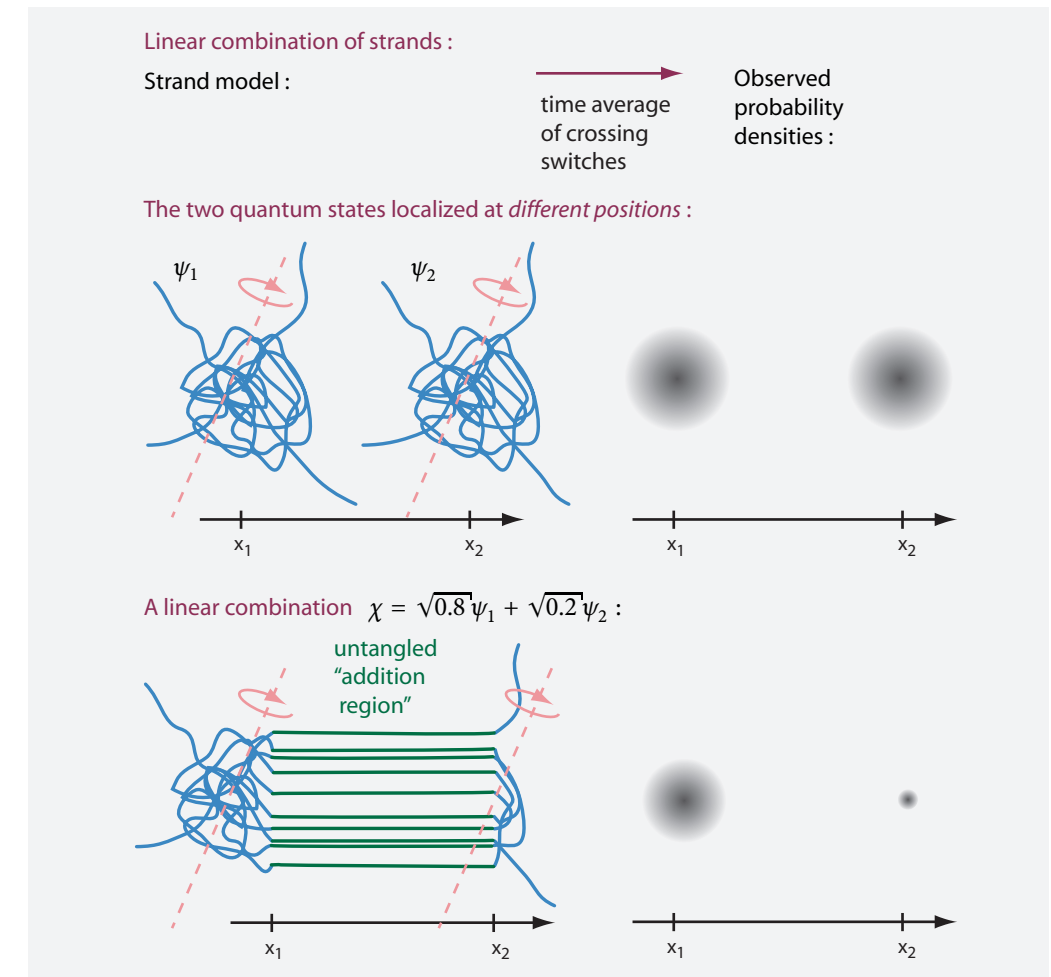 Linear combination of strands :
Strand model :
time average
of crossing
switches
Observed
probability
densities :
The two quantum states localized at different positions :
ψ₁
ψ₂
x₁
x₂
x₁
x₂
A linear combination χ = √0.8 ψ₁ + √0.2 ψ₂ :
untangled
“addition
region”
x₁
x₂
x₁
x₂